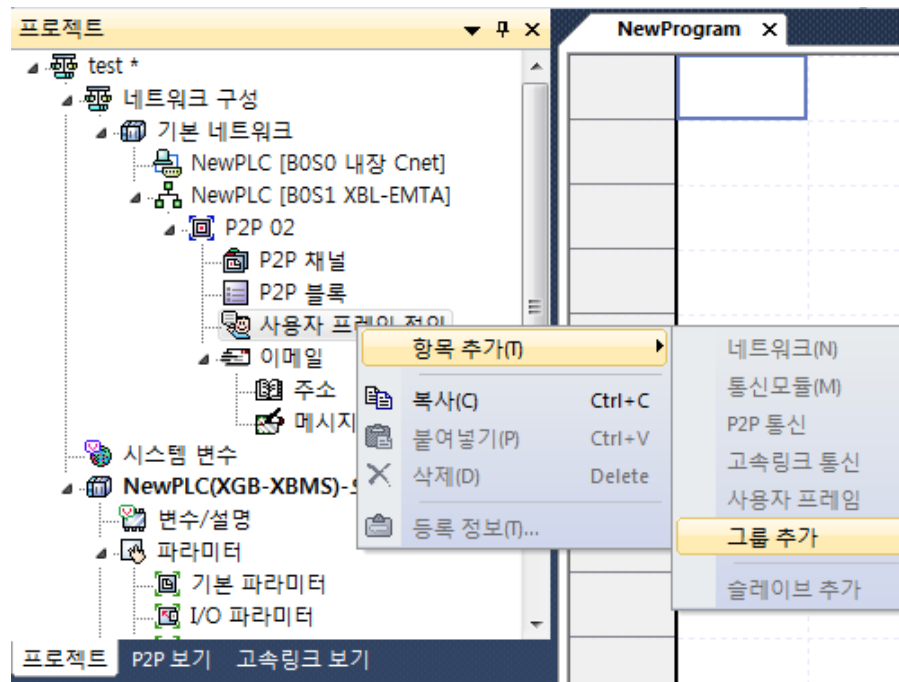 프로젝트
NewProgram
test *
네트워크 구성
기본 네트워크
NewPLC [B0S0 내장 Cnet]
NewPLC [B0S1 XBL-EMTA]
P2P 02
P2P 채널
P2P 블록
사용자 프레임 정의
이메일
주소
메시지
시스템 변수
NewPLC(XGB-XBMS)-
변수/설명
파라미터
기본 파라미터
I/O 파라미터
프로젝트 P2P 보기 고속링크 보기
항목 추가(T)
복사(C) Ctrl+C
붙여넣기(P) Ctrl+V
삭제(D) Delete
등록 정보(T)...
네트워크(N)
통신모듈(M)
P2P 통신
고속링크 통신
사용자 프레임
그룹 추가
슬레이브 추가